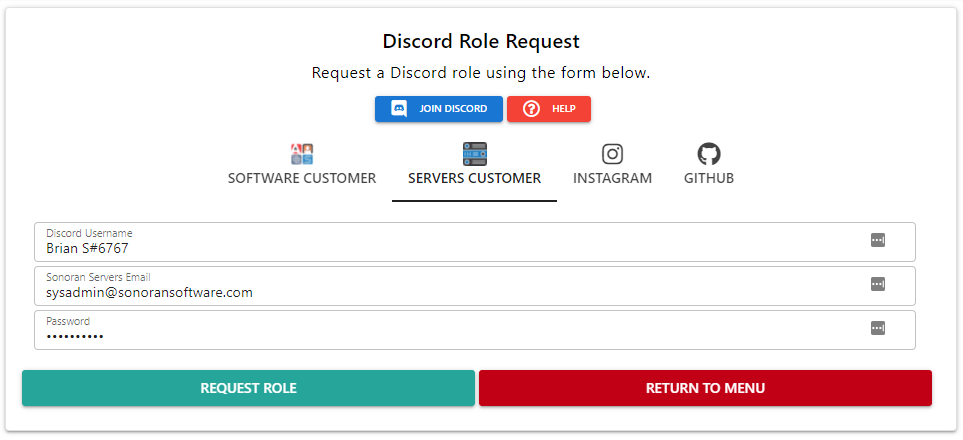 Discord Role Request
Request a Discord role using the form below.
JOIN DISCORD HELP
SOFTWARE CUSTOMER SERVERS CUSTOMER INSTAGRAM GITHUB
Discord Username
Brian S#6767
Sonoran Servers Email
sysadmin@sonoransoftware.com
Password
••••••••••
REQUEST ROLE RETURN TO MENU